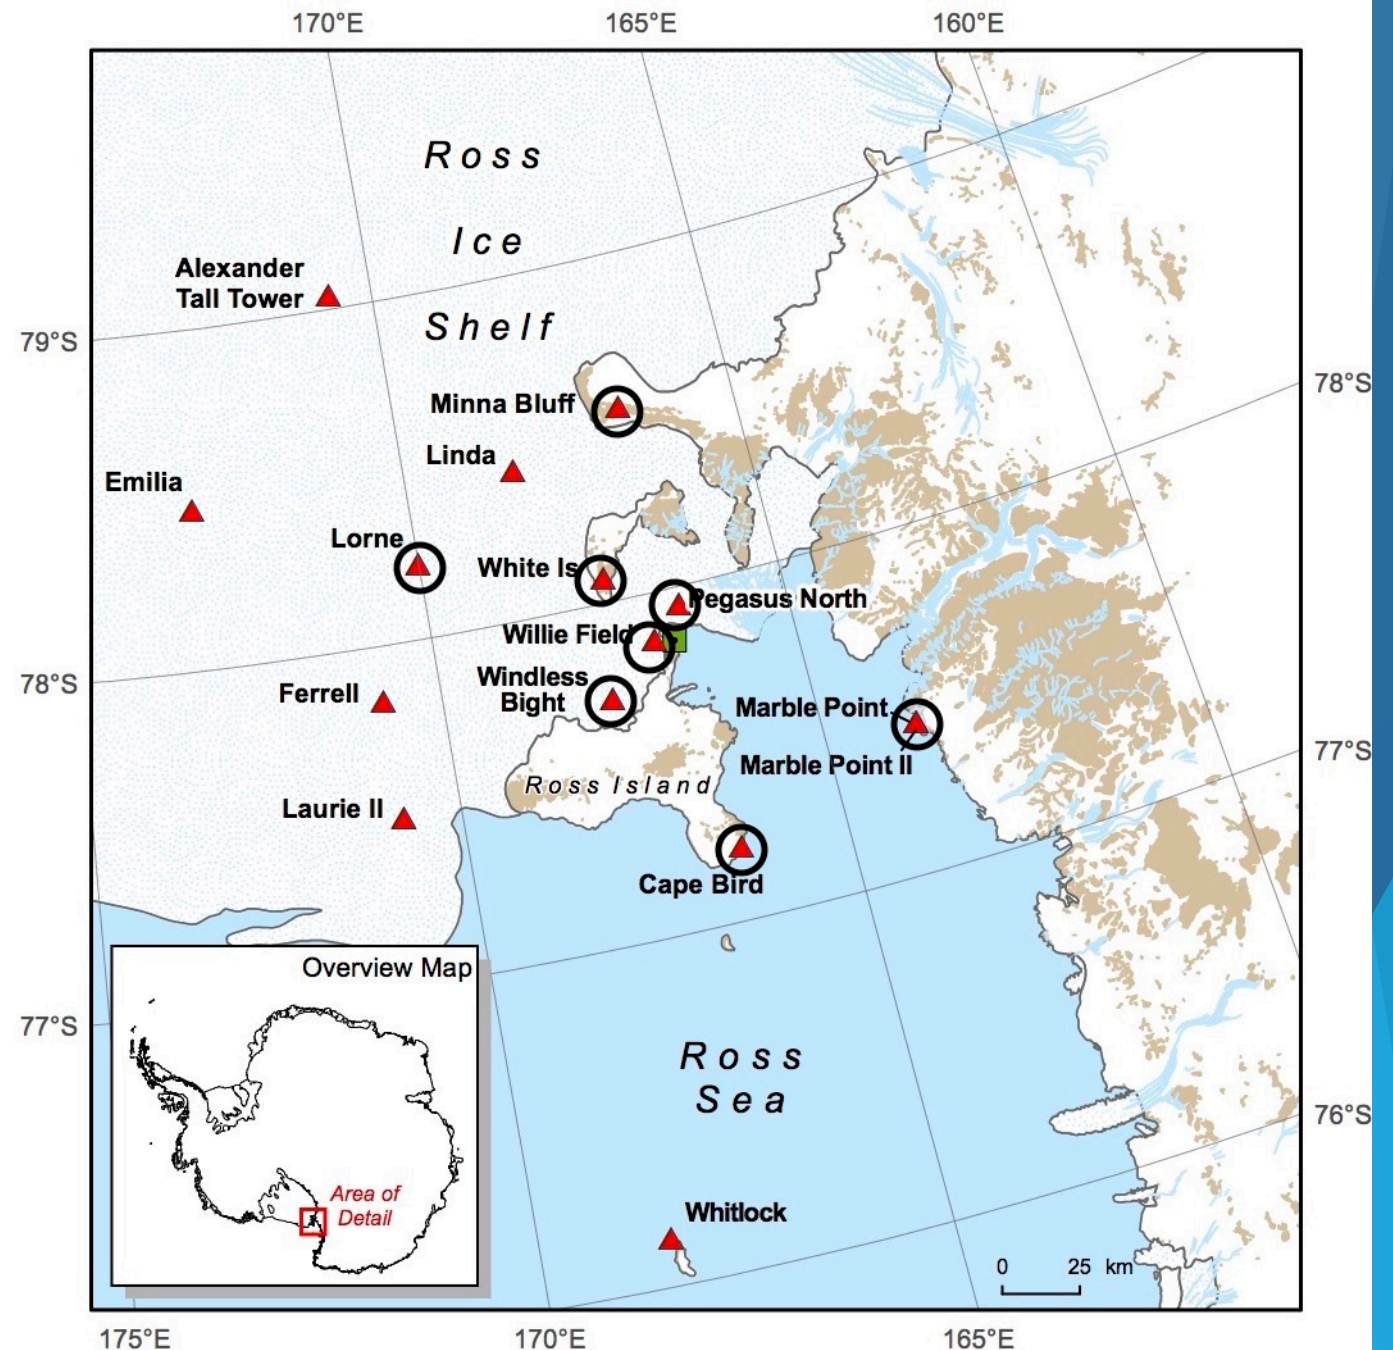 170°E
165°E
160°E
Ross
Ice
Shelf
Alexander
Tall Tower
79°S
78°S
Minna Bluff
Linda
Emilia
Lorne
White Is
Pegasus North
Willie Field
Windless
Bight
78°S
Ferrell
Marble Point
77°S
Marble Point II
Ross Island
Laurie II
Cape Bird
Overview Map
77°S
Ross
Sea
76°S
Area of
Detail
Whitlock
0 25 km
175°E
170°E
165°E